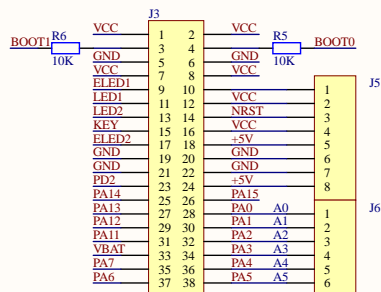 J3
VCC 1 2 VCC
BOOT1 R6 10K 3 4 R5 10K BOOT0
GND 5 6 GND
VCC 7 8 VCC
ELED1 9 10 1 J5
LED1 11 12 VCC 2
LED2 13 14 NRST 3
KEY 15 16 VCC 4
ELED2 17 18 +5V 5
GND 19 20 GND 6
GND 21 22 GND 7
PD2 23 24 +5V 8
PA14 25 26 PA15
PA13 27 28 PA0 A0 1 J6
PA12 29 30 PA1 A1 2
PA11 31 32 PA2 A2 3
VBAT 33 34 PA3 A3 4
PA7 35 36 PA4 A4 5
PA6 37 38 PA5 A5 6